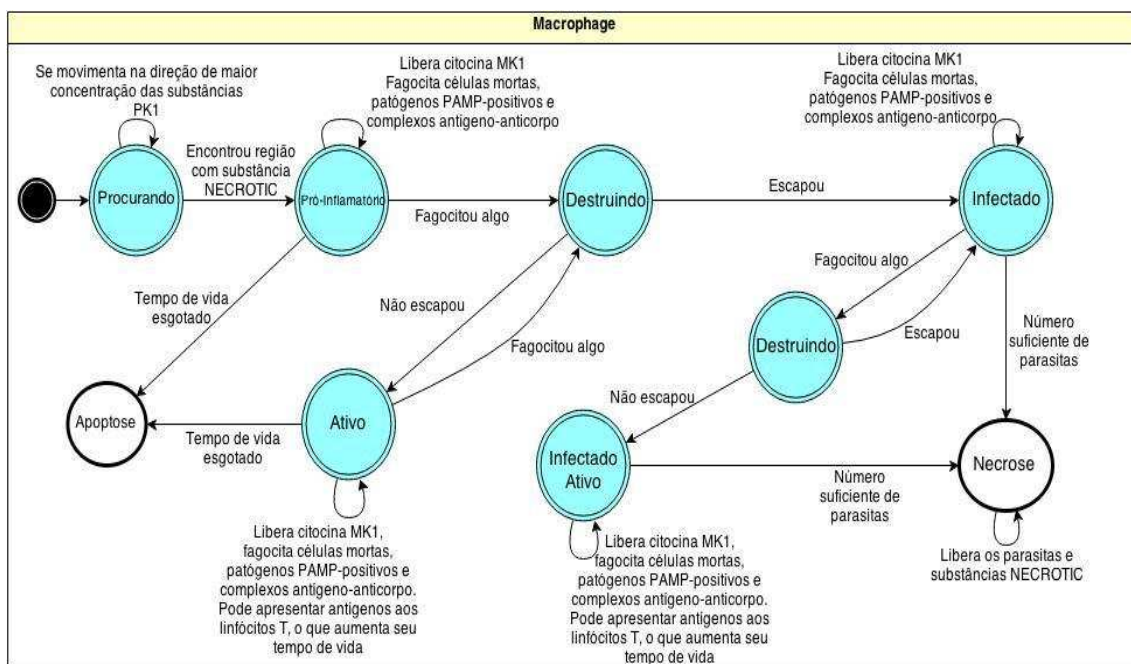 Macrophage
Se movimenta na direção de maior
concentração das substâncias
PK1
Libera citocina MK1
Fagocita células mortas,
patógenos PAMP-positivos e
complexos antigeno-anticorpo
Libera citocina MK1
Fagocita células mortas,
patógenos PAMP-positivos e
complexos antigeno-anticorpo
Encontrou região
com substância
NECROTIC
Procurando
Pró-Inflamatório
Fagocitou algo
Destruindo
Escapou
Infectado
Tempo de vida
esgotado
Não escapou
Fagocitou algo
Fagocitou algo
Escapou
Destruindo
Número
suficiente de
parasitas
Apoptose
Tempo de vida
esgotado
Ativo
Não escapou
Infectado
Ativo
Número
suficiente de
parasitas
Necrose
Libera citocina MK1,
fagocita células mortas,
patógenos PAMP-positivos e
complexos antígeno-anticorpo.
Pode apresentar antígenos aos
linfócitos T, o que aumenta seu
tempo de vida
Libera citocina MK1,
fagocita células mortas,
patógenos PAMP-positivos e
complexos antígeno-anticorpo.
Pode apresentar antígenos aos
linfócitos T, o que aumenta seu
tempo de vida
Libera os parasitas e
substâncias NECROTIC